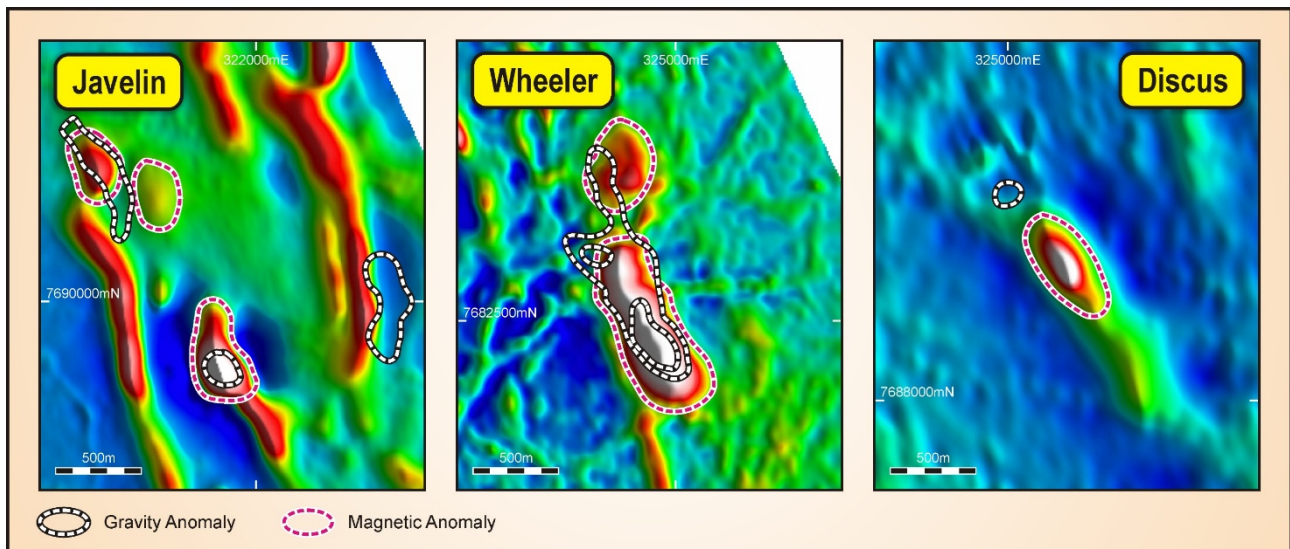 Javelin
322000mE
7690000mN
500m
Wheeler
325000mE
7682500mN
500m
Discus
325000mE
7688000mN
500m
Gravity Anomaly
Magnetic Anomaly